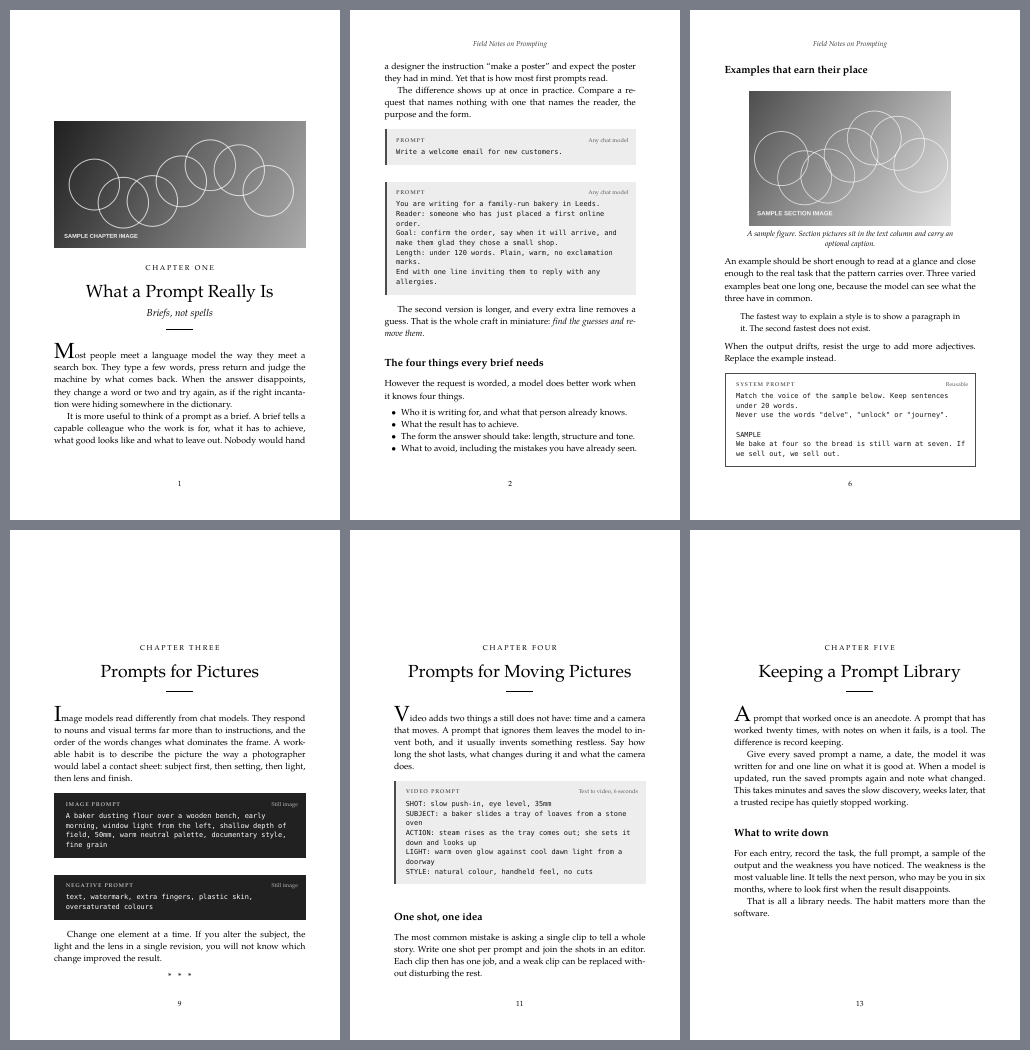 SAMPLE CHAPTER IMAGE
CHAPTER ONE
What a Prompt Really Is
Briefs, not spells
Most people meet a language model the way they meet a
search box. They type a few words, press return and judge the
machine by what comes back. When the answer disappoints,
they change a word or two and try again, as if the right incanta-
tion were hiding somewhere in the dictionary.
It is more useful to think of a prompt as a brief. A brief tells a
capable colleague who the work is for, what it has to achieve,
what good looks like and what to leave out. Nobody would hand
1
Field Notes on Prompting
a designer the instruction “make a poster” and expect the poster
they had in mind. Yet that is how most first prompts read.
The difference shows up at once in practice. Compare a re-
quest that names nothing with one that names the reader, the
purpose and the form.
PROMPT Any chat model
Write a welcome email for new customers.
PROMPT Any chat model
You are writing for a family-run bakery in Leeds.
Reader: someone who has just placed a first online
order.
Goal: confirm the order, say when it will arrive, and
make them glad they chose a small shop.
Length: under 120 words. Plain, warm, no exclamation
marks.
End with one line inviting them to reply with any
allergies.
The second version is longer, and every extra line removes a
guess. That is the whole craft in miniature: find the guesses and re-
move them.
The four things every brief needs
However the request is worded, a model does better work when
it knows four things.
• Who it is writing for, and what that person already knows.
• What the result has to achieve.
• The form the answer should take: length, structure and tone.
• What to avoid, including the mistakes you have already seen.
2
Field Notes on Prompting
Examples that earn their place
SAMPLE SECTION IMAGE
A sample figure. Section pictures sit in the text column and carry an
optional caption.
An example should be short enough to read at a glance and close
enough to the real task that the pattern carries over. Three varied
examples beat one long one, because the model can see what the
three have in common.
The fastest way to explain a style is to show a paragraph in
it. The second fastest does not exist.
When the output drifts, resist the urge to add more adjectives.
Replace the example instead.
SYSTEM PROMPT Reusable
Match the voice of the sample below. Keep sentences
under 20 words.
Never use the words "delve", "unlock" or "journey".
SAMPLE
We bake at four so the bread is still warm at seven. If
we sell out, we sell out.
6
CHAPTER THREE
Prompts for Pictures
Image models read differently from chat models. They respond
to nouns and visual terms far more than to instructions, and the
order of the words changes what dominates the frame. A work-
able habit is to describe the picture the way a photographer
would label a contact sheet: subject first, then setting, then light,
then lens and finish.
IMAGE PROMPT Still image
A baker dusting flour over a wooden bench, early
morning, window light from the left, shallow depth of
field, 50mm, warm neutral palette, documentary style,
fine grain
NEGATIVE PROMPT Still image
text, watermark, extra fingers, plastic skin,
oversaturated colours
Change one element at a time. If you alter the subject, the
light and the lens in a single revision, you will not know which
change improved the result.
* * *
9
CHAPTER FOUR
Prompts for Moving Pictures
Video adds two things a still does not have: time and a camera
that moves. A prompt that ignores them leaves the model to in-
vent both, and it usually invents something restless. Say how
long the shot lasts, what changes during it and what the camera
does.
VIDEO PROMPT Text to video, 6 seconds
SHOT: slow push-in, eye level, 35mm
SUBJECT: a baker slides a tray of loaves from a stone
oven
ACTION: steam rises as the tray comes out; she sets it
down and looks up
LIGHT: warm oven glow against cool dawn light from a
doorway
STYLE: natural colour, handheld feel, no cuts
One shot, one idea
The most common mistake is asking a single clip to tell a whole
story. Write one shot per prompt and join the shots in an editor.
Each clip then has one job, and a weak clip can be replaced with-
out disturbing the rest.
11
CHAPTER FIVE
Keeping a Prompt Library
A prompt that worked once is an anecdote. A prompt that has
worked twenty times, with notes on when it fails, is a tool. The
difference is record keeping.
Give every saved prompt a name, a date, the model it was
written for and one line on what it is good at. When a model is
updated, run the saved prompts again and note what changed.
This takes minutes and saves the slow discovery, weeks later, that
a trusted recipe has quietly stopped working.
What to write down
For each entry, record the task, the full prompt, a sample of the
output and the weakness you have noticed. The weakness is the
most valuable line. It tells the next person, who may be you in six
months, where to look first when the result disappoints.
That is all a library needs. The habit matters more than the
software.
13